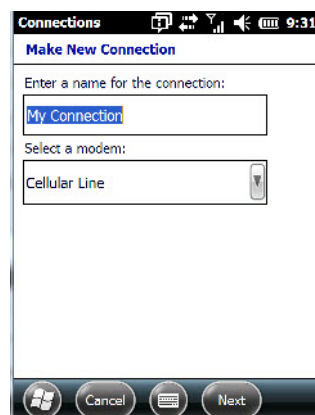 Connections 9:31
Make New Connection
Enter a name for the connection:
My Connection
Select a modem:
Cellular Line
Cancel Next